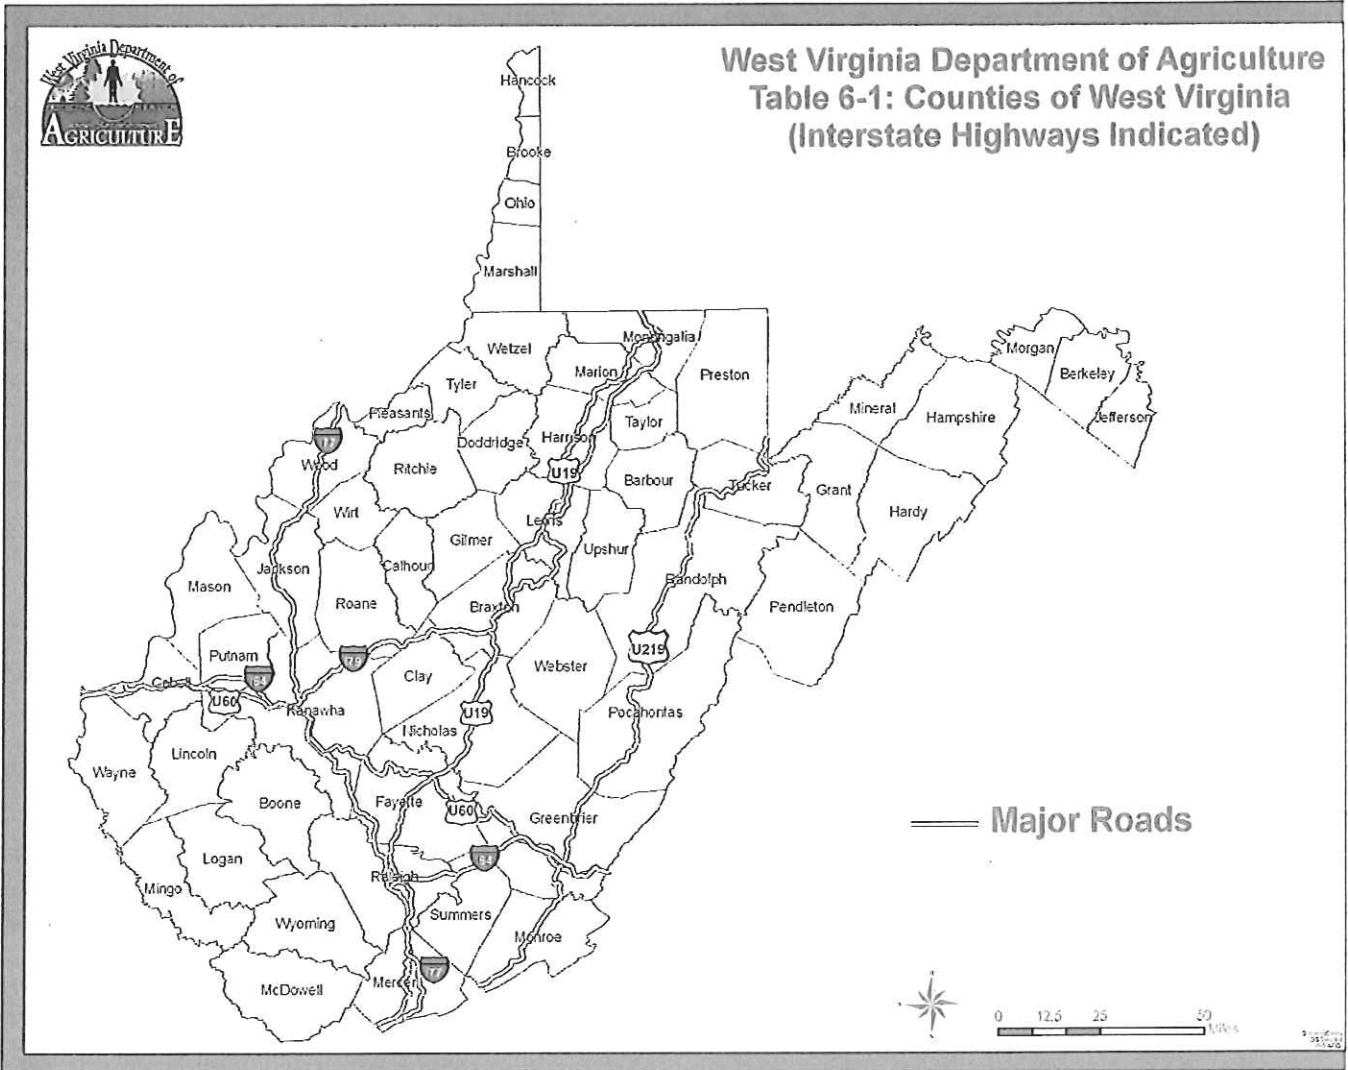 West Virginia Department of
AGRICULTURE
West Virginia Department of Agriculture
Table 6-1: Counties of West Virginia
(Interstate Highways Indicated)
Hancock
Brooke
Ohio
Marshall
Wetzel
Monongalia
Marion
Preston
Morgan
Berkeley
Jefferson
Tyler
Pleasants
Mineral
Hampshire
Taylor
77
Doddridge
Harrison
Wood
Ritchie
U19
Barbour
Tucker
Grant
Hardy
Wirt
Lewis
Gilmer
Upshur
Jackson
Calhoun
Mason
Randolph
Roane
Braxton
Pendleton
Putnam
79
U219
Webster
64
Cabell
Clay
U60
Kanawha
U19
Pocahontas
Nicholas
Lincoln
Wayne
Boone
Fayette
U60
Greenbrier
Major Roads
Logan
64
Raleigh
Mingo
Summers
Wyoming
Monroe
77
Mercer
McDowell
0 12.5 25 50
Miles